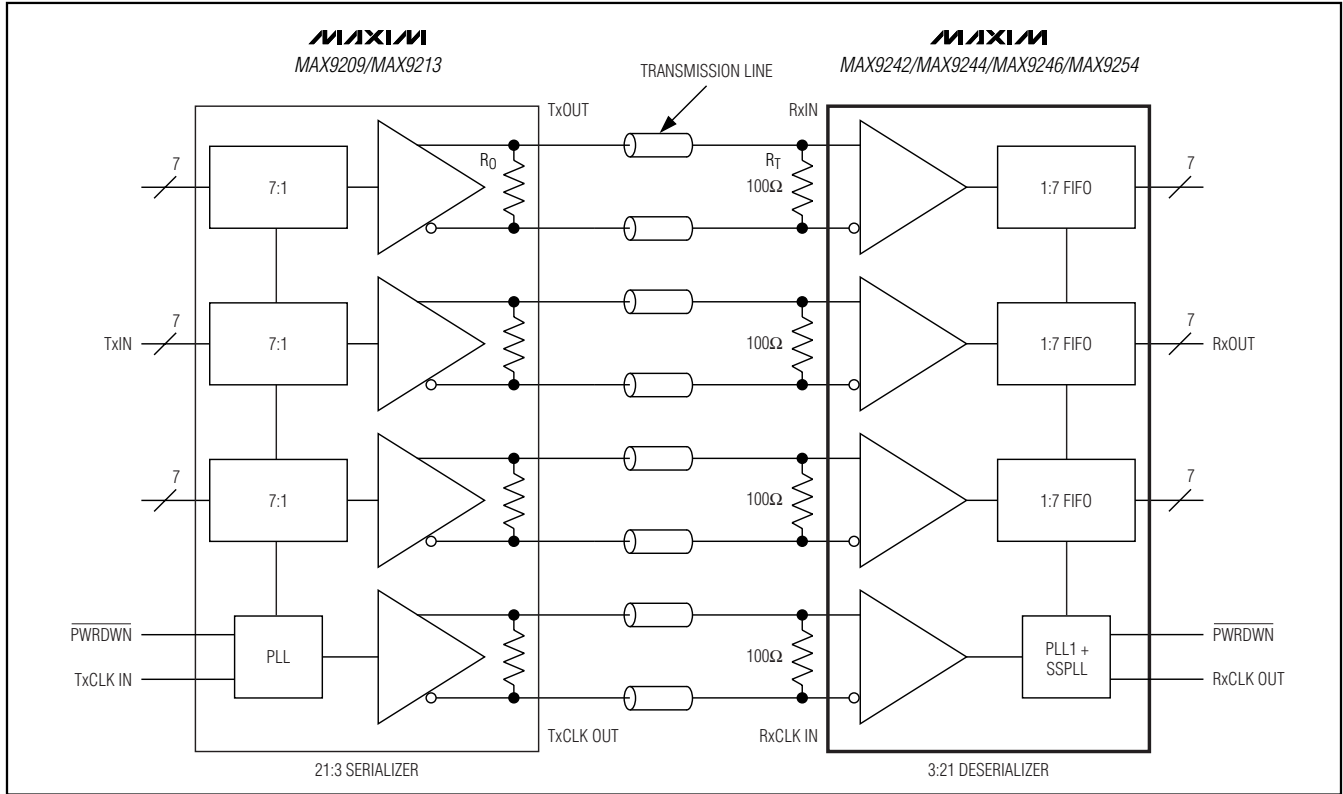 MAXIM
MAX9209/MAX9213
MAXIM
MAX9242/MAX9244/MAX9246/MAX9254
TRANSMISSION LINE
TxOUT
RxIN
7
7:1
RO
RT
100Ω
1:7 FIFO
7
TxIN
7
7:1
100Ω
1:7 FIFO
7
RxOUT
7
7:1
100Ω
1:7 FIFO
7
PWRDWN
TxCLK IN
PLL
100Ω
PLL1 +
SSPLL
PWRDWN
RxCLK OUT
TxCLK OUT
RxCLK IN
21:3 SERIALIZER
3:21 DESERIALIZER